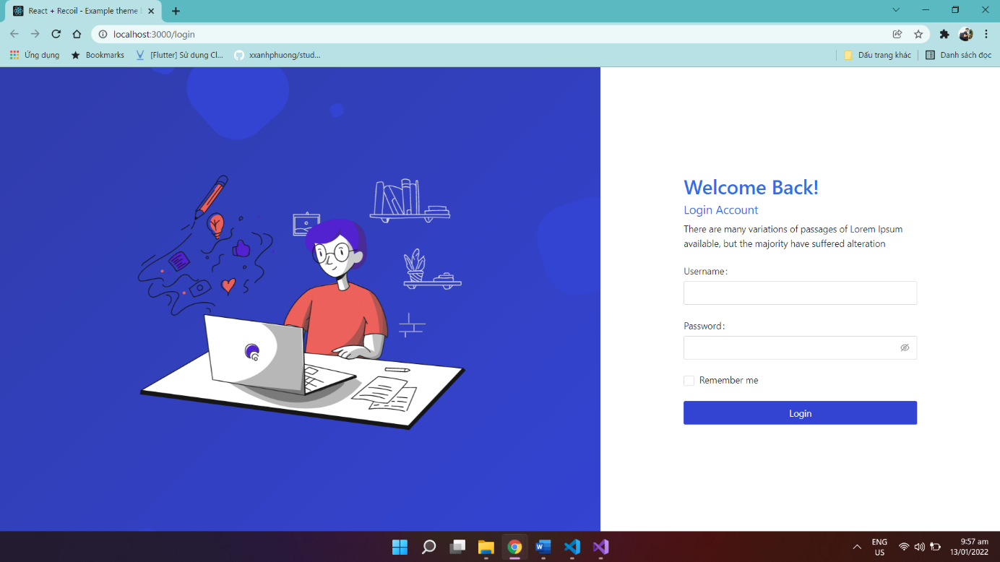 React + Recoil - Example theme
localhost:3000/login
Ứng dụng
Bookmarks
[Flutter] Sử dụng Cl...
xxanhphuong/stud...
Dấu trang khác
Danh sách đọc
Welcome Back!
Login Account
There are many variations of passages of Lorem Ipsum
available, but the majority have suffered alteration
Username:
Password:
Remember me
Login
ENG
US
9:57 am
13/01/2022